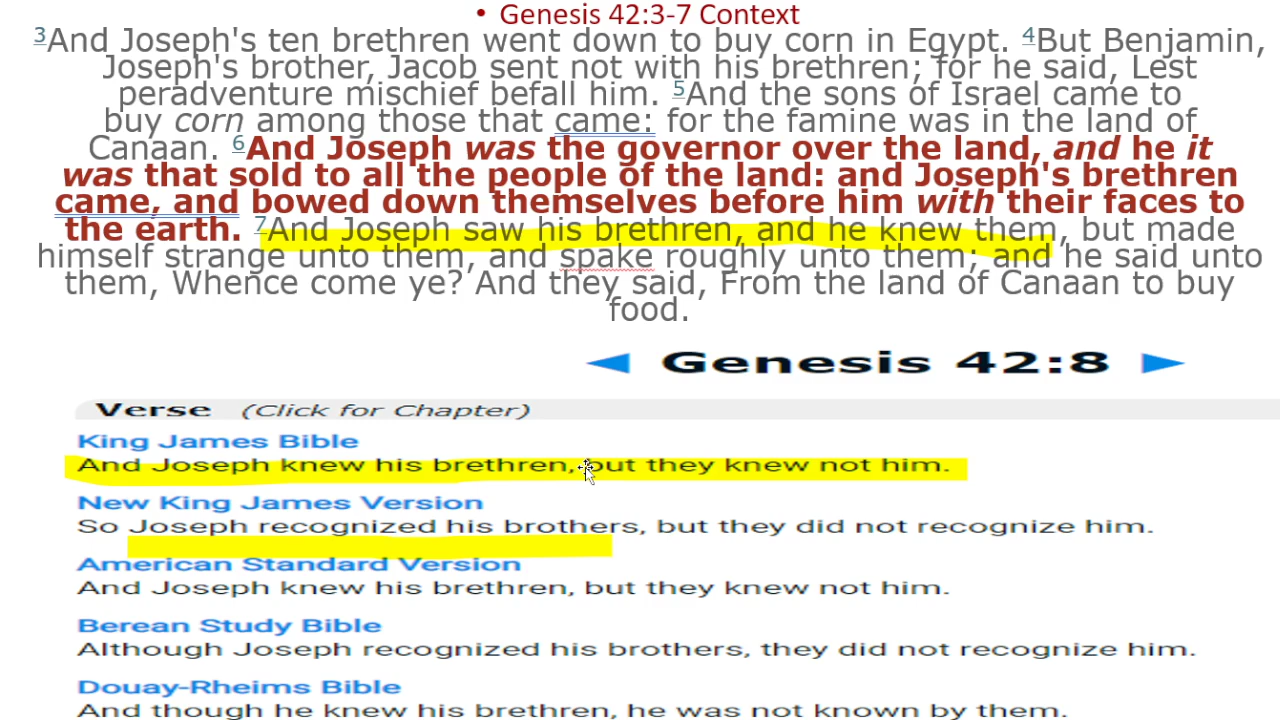 • Genesis 42:3-7 Context
3And Joseph's ten brethren went down to buy corn in Egypt. 4But Benjamin,
Joseph's brother, Jacob sent not with his brethren; for he said, Lest
peradventure mischief befall him. 5And the sons of Israel came to
buy corn among those that came: for the famine was in the land of
Canaan. 6And Joseph was the governor over the land, and he it
was that sold to all the people of the land: and Joseph's brethren
came, and bowed down themselves before him with their faces to
the earth. 7And Joseph saw his brethren, and he knew them, but made
himself strange unto them, and spake roughly unto them; and he said unto
them, Whence come ye? And they said, From the land of Canaan to buy
food.
◄ Genesis 42:8 ►
Verse (Click for Chapter)
King James Bible
And Joseph knew his brethren, but they knew not him.
New King James Version
So Joseph recognized his brothers, but they did not recognize him.
American Standard Version
And Joseph knew his brethren, but they knew not him.
Berean Study Bible
Although Joseph recognized his brothers, they did not recognize him.
Douay-Rheims Bible
And though he knew his brethren, he was not known by them.